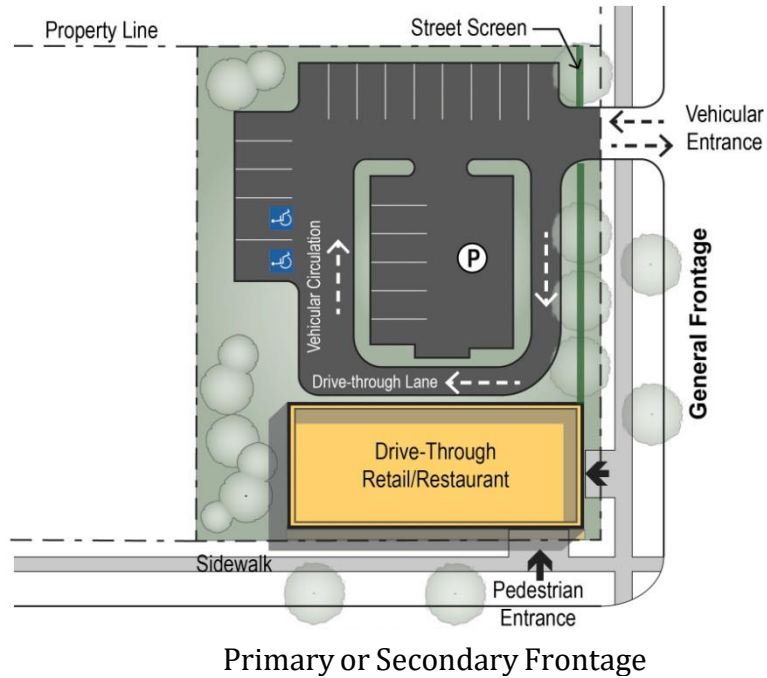 Property Line
Street Screen
Vehicular
Entrance
Vehicular Circulation
P
General Frontage
Drive-through Lane
Drive-Through
Retail/Restaurant
Sidewalk
Pedestrian
Entrance
Primary or Secondary Frontage